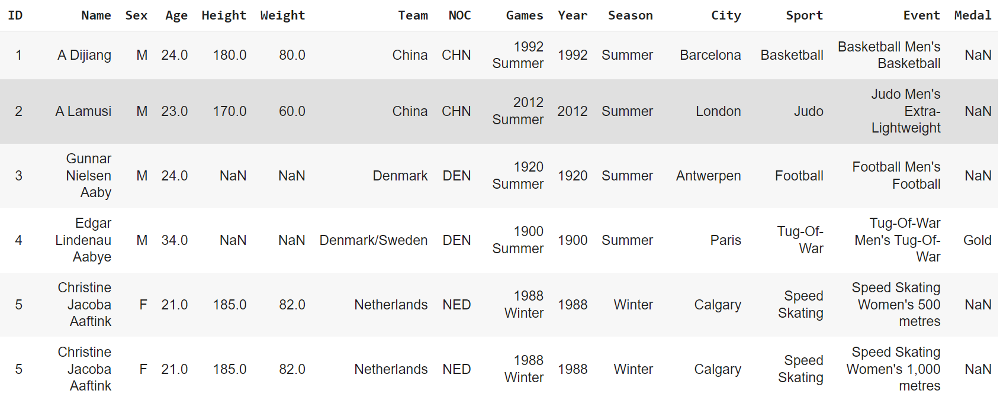 ID Name Sex Age Height Weight Team NOC Games Year Season City Sport Event Medal
1 A Dijiang M 24.0 180.0 80.0 China CHN 1992 Summer 1992 Summer Barcelona Basketball Basketball Men's Basketball NaN
2 A Lamusi M 23.0 170.0 60.0 China CHN 2012 Summer 2012 Summer London Judo Judo Men's Extra-Lightweight NaN
3 Gunnar Nielsen Aaby M 24.0 NaN NaN Denmark DEN 1920 Summer 1920 Summer Antwerpen Football Football Men's Football NaN
4 Edgar Lindenau Aabye M 34.0 NaN NaN Denmark/Sweden DEN 1900 Summer 1900 Summer Paris Tug-Of-War Tug-Of-War Men's Tug-Of-War Gold
5 Christine Jacoba Aaftink F 21.0 185.0 82.0 Netherlands NED 1988 Winter 1988 Winter Calgary Speed Skating Speed Skating Women's 500 metres NaN
5 Christine Jacoba Aaftink F 21.0 185.0 82.0 Netherlands NED 1988 Winter 1988 Winter Calgary Speed Skating Speed Skating Women's 1,000 metres NaN